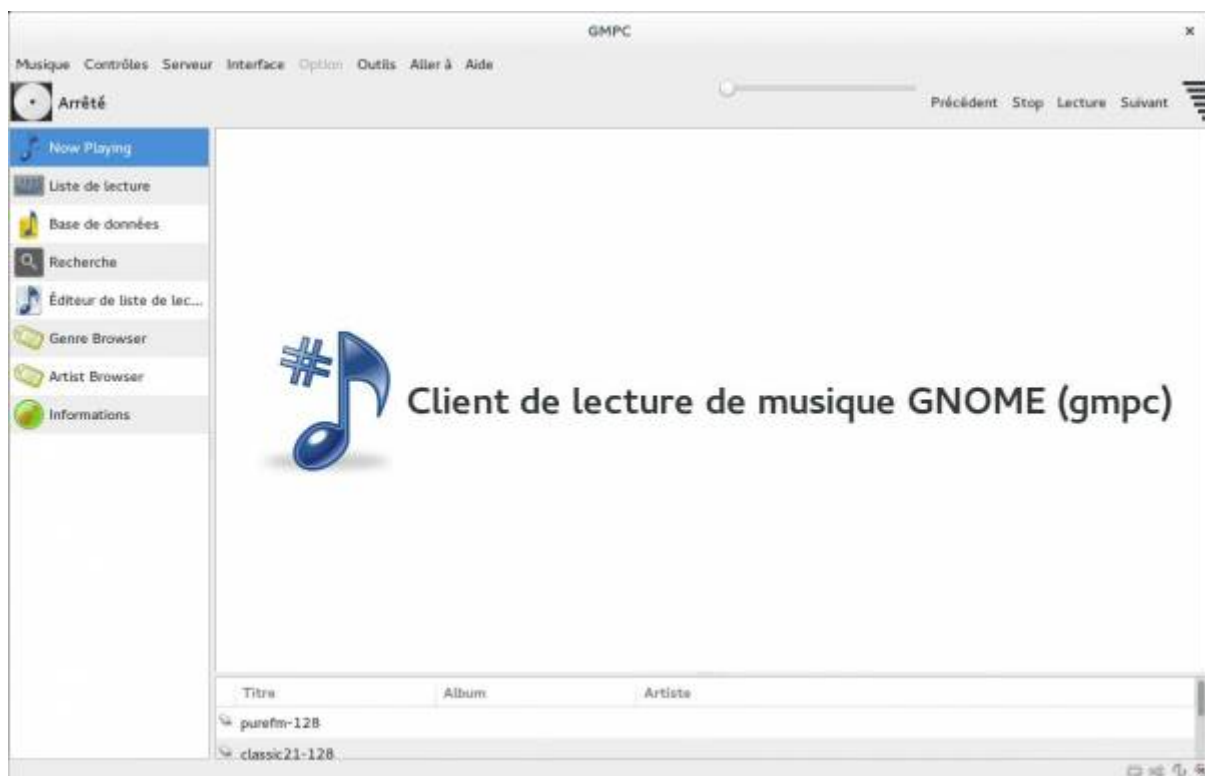 GMPC
Musique Contrôles Serveur Interface Option Outils Aller à Aide
Arrêté
Précédent Stop Lecture Suivant
Now Playing
Liste de lecture
Base de données
Recherche
Éditeur de liste de lec...
Genre Browser
Artist Browser
Informations
Client de lecture de musique GNOME (gmpc)
Titre Album Artiste
purefm-128
classic21-128